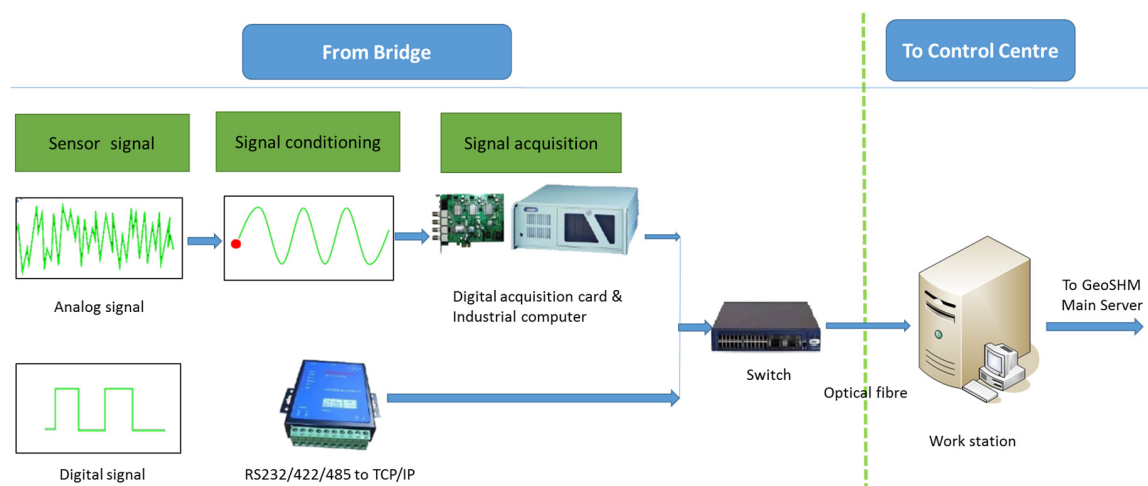 From Bridge
To Control Centre
Sensor signal
Signal conditioning
Signal acquisition
Analog signal
Digital acquisition card &
Industrial computer
To GeoSHM
Main Server
Switch
Optical fibre
Work station
Digital signal
RS232/422/485 to TCP/IP